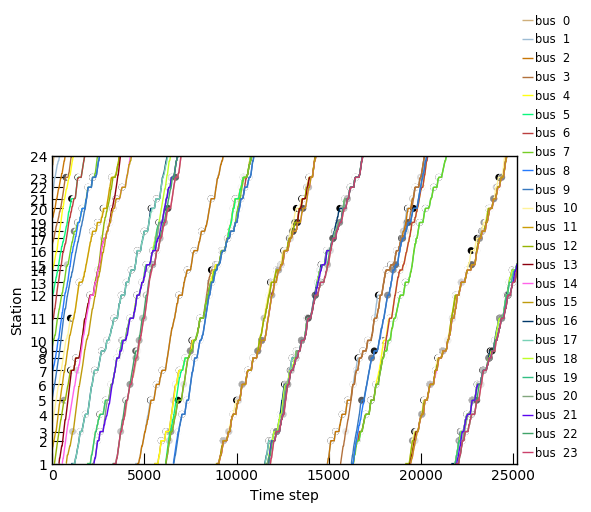 bus 0
bus 1
bus 2
bus 3
bus 4
bus 5
bus 6
bus 7
bus 8
bus 9
bus 10
bus 11
bus 12
bus 13
bus 14
bus 15
bus 16
bus 17
bus 18
bus 19
bus 20
bus 21
bus 22
bus 23
24
23
22
21
20
19
18
17
16
15
14
13
12
11
10
9
8
7
6
5
4
3
2
1
Station
0 5000 10000 15000 20000 25000
Time step